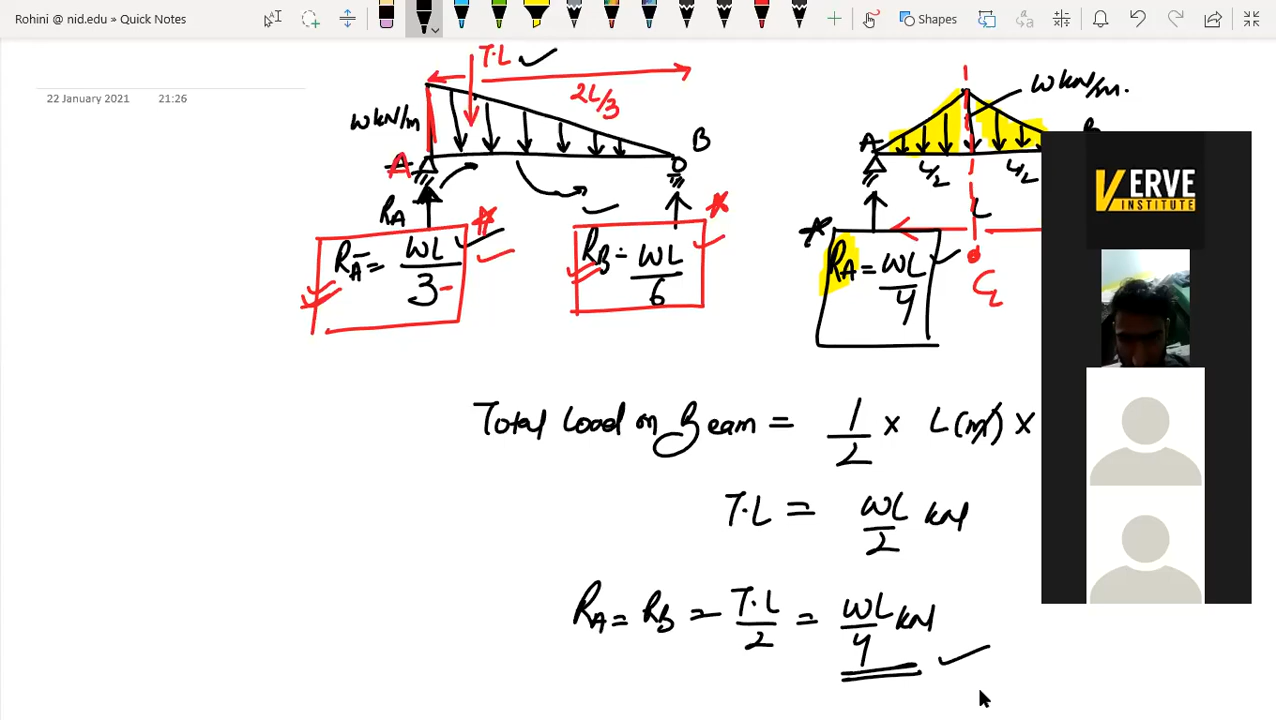 Rohini @ nid.edu » Quick Notes
Shapes
22 January 2021 21:26
T.L
2L/3
w kN/m
A
B
RA
RA = wL/3
RB = wL/6
w kN/m.
A
L/2
L/2
L
RA = wL/4
VERVE
INSTITUTE
Total Load on Beam = 1/2 × L(m) ×
T.L = wL/2 kN
RA = RB = T.L/2 = wL/4 kN